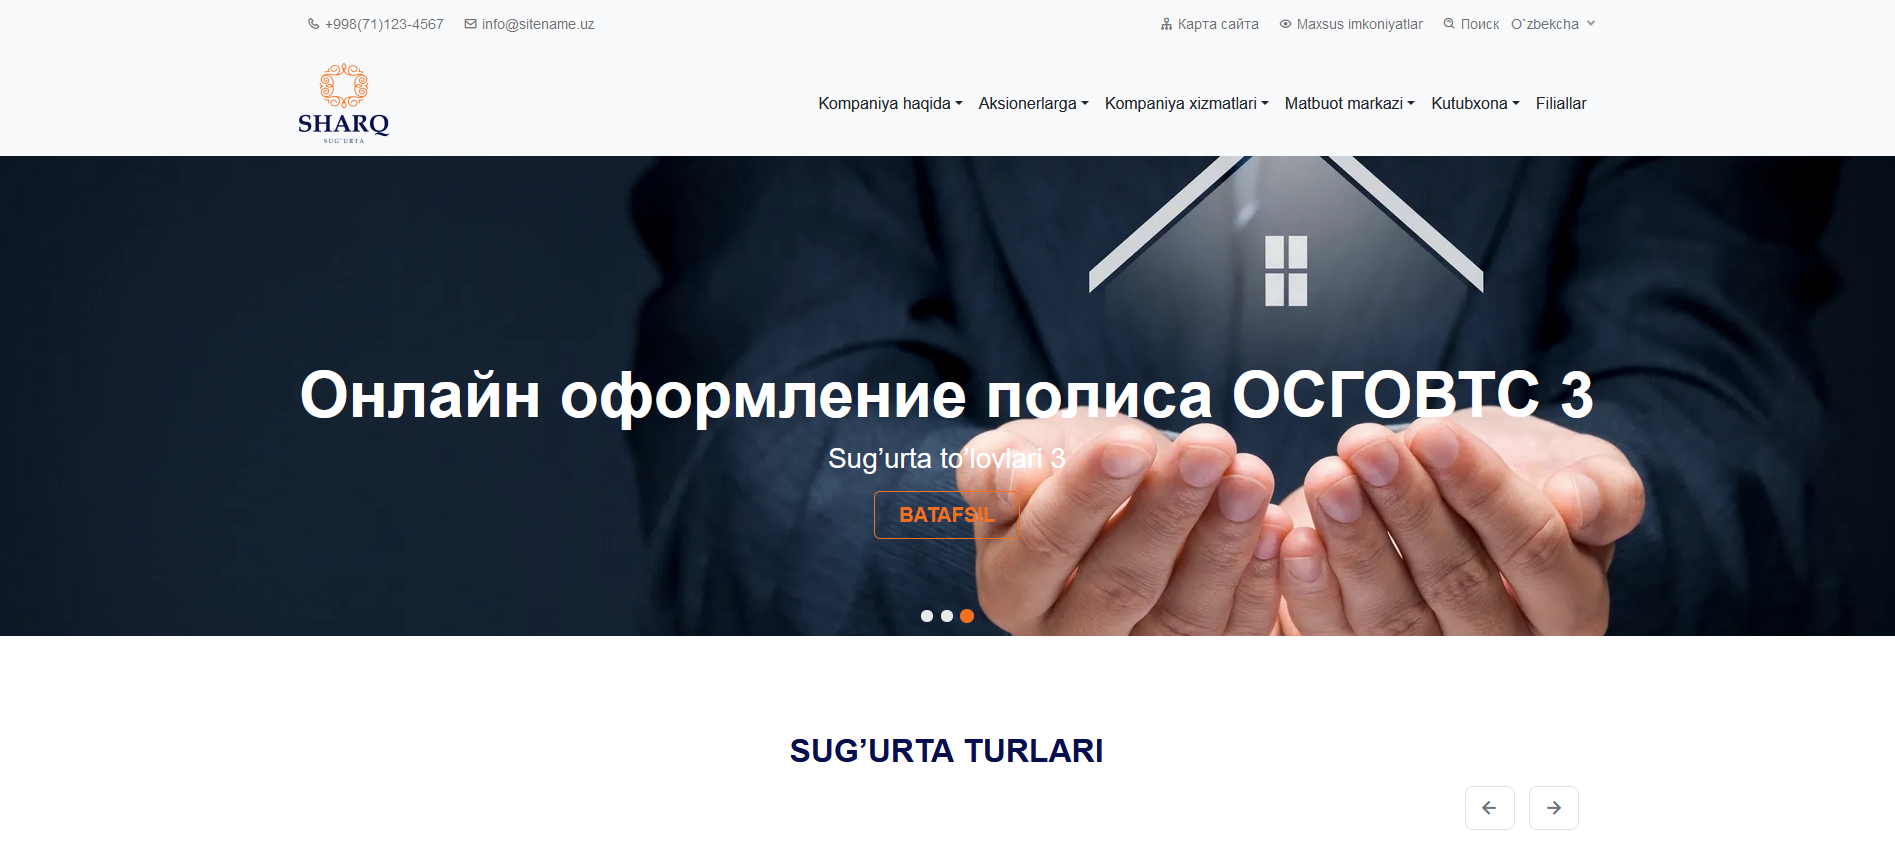 +998(71)123-4567 info@sitename.uz Карта сайта Maxsus imkoniyatlar Поиск O`zbekcha
SHARQ
SUG'URTA
Kompaniya haqida Aksionerlarga Kompaniya xizmatlari Matbuot markazi Kutubxona Filiallar
Онлайн оформление полиса ОСГОВТС 3
Sug’urta to’lovlari 3
BATAFSIL
SUG’URTA TURLARI